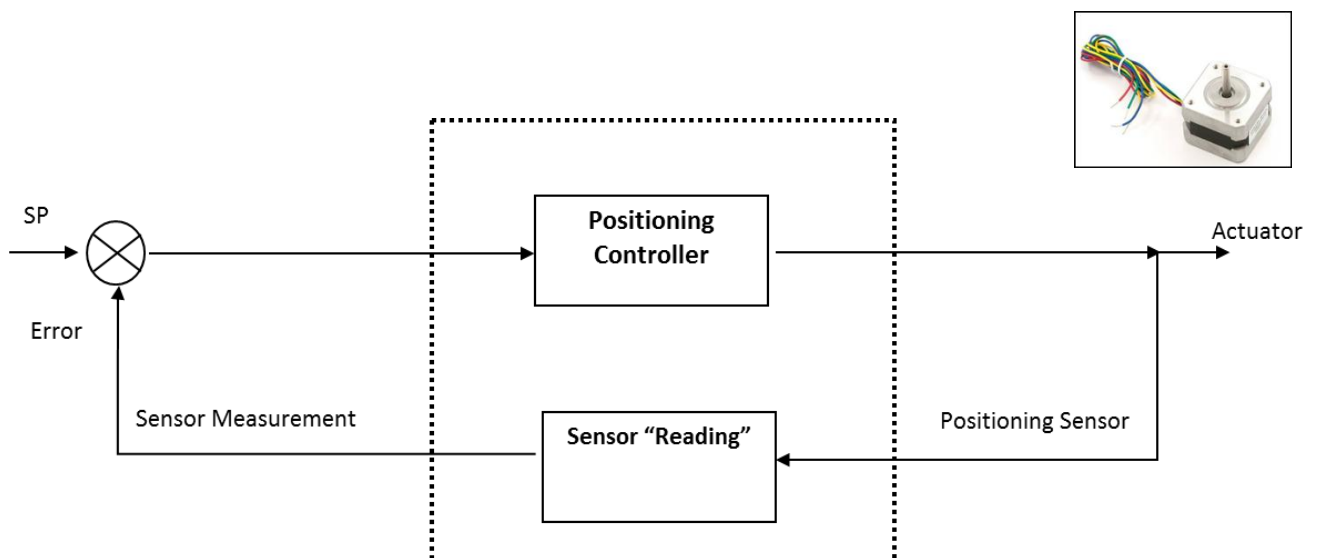 SP
Positioning
Controller
Actuator
Error
Sensor Measurement
Sensor “Reading”
Positioning Sensor